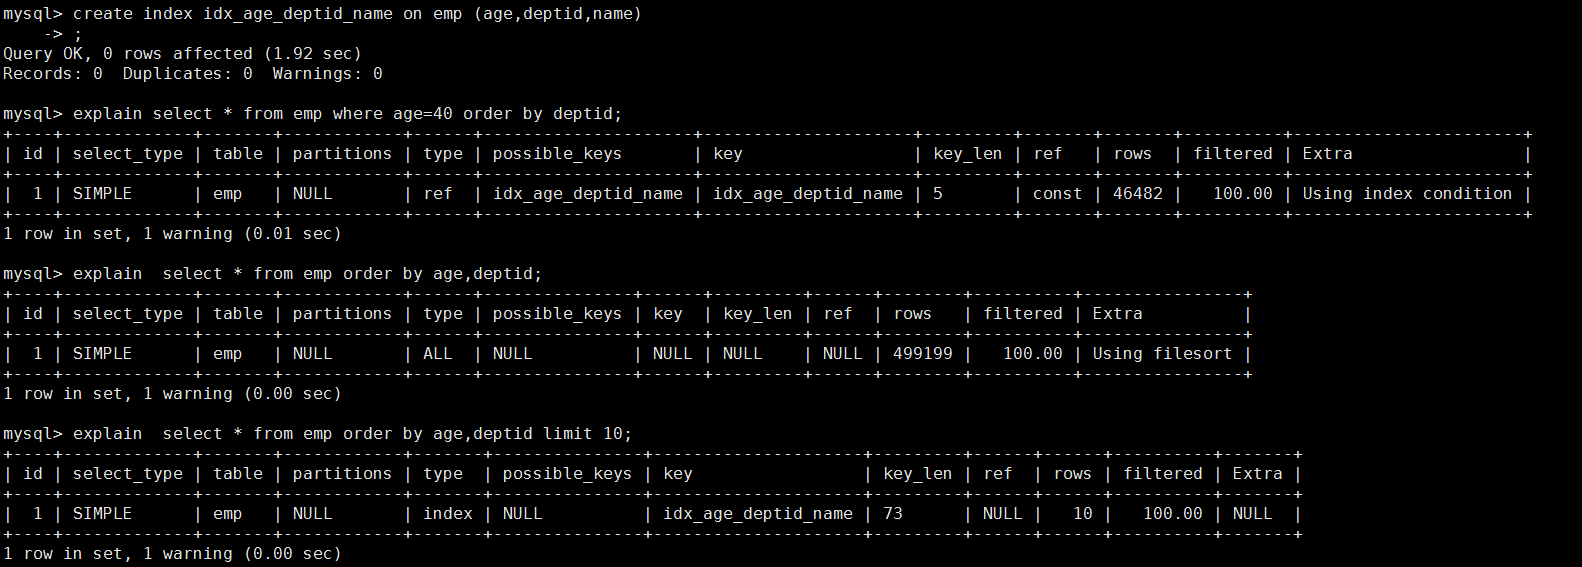 mysql> create index idx_age_deptid_name on emp (age,deptid,name)
    -> ;
Query OK, 0 rows affected (1.92 sec)
Records: 0  Duplicates: 0  Warnings: 0

mysql> explain select * from emp where age=40 order by deptid;
+----+-------------+-------+------------+------+---------------------+---------------------+---------+-------+-------+----------+-----------------------+
| id | select_type | table | partitions | type | possible_keys       | key                 | key_len | ref   | rows  | filtered | Extra                 |
+----+-------------+-------+------------+------+---------------------+---------------------+---------+-------+-------+----------+-----------------------+
|  1 | SIMPLE      | emp   | NULL       | ref  | idx_age_deptid_name | idx_age_deptid_name | 5       | const | 46482 |   100.00 | Using index condition |
+----+-------------+-------+------------+------+---------------------+---------------------+---------+-------+-------+----------+-----------------------+
1 row in set, 1 warning (0.01 sec)

mysql> explain  select * from emp order by age,deptid;
+----+-------------+-------+------------+------+---------------+------+---------+------+--------+----------+----------------+
| id | select_type | table | partitions | type | possible_keys | key  | key_len | ref  | rows   | filtered | Extra          |
+----+-------------+-------+------------+------+---------------+------+---------+------+--------+----------+----------------+
|  1 | SIMPLE      | emp   | NULL       | ALL  | NULL          | NULL | NULL    | NULL | 499199 |   100.00 | Using filesort |
+----+-------------+-------+------------+------+---------------+------+---------+------+--------+----------+----------------+
1 row in set, 1 warning (0.00 sec)

mysql> explain  select * from emp order by age,deptid limit 10;
+----+-------------+-------+------------+-------+---------------+---------------------+---------+------+------+----------+-------+
| id | select_type | table | partitions | type  | possible_keys | key                 | key_len | ref  | rows | filtered | Extra |
+----+-------------+-------+------------+-------+---------------+---------------------+---------+------+------+----------+-------+
|  1 | SIMPLE      | emp   | NULL       | index | NULL          | idx_age_deptid_name | 73      | NULL |   10 |   100.00 | NULL  |
+----+-------------+-------+------------+-------+---------------+---------------------+---------+------+------+----------+-------+
1 row in set, 1 warning (0.00 sec)